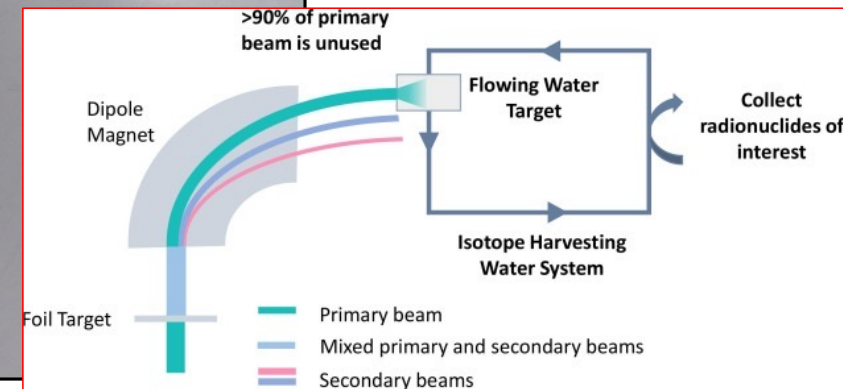 >90% of primary
beam is unused
Dipole
Magnet
Flowing Water
Target
Collect
radionuclides of
interest
Isotope Harvesting
Water System
Foil Target
Primary beam
Mixed primary and secondary beams
Secondary beams